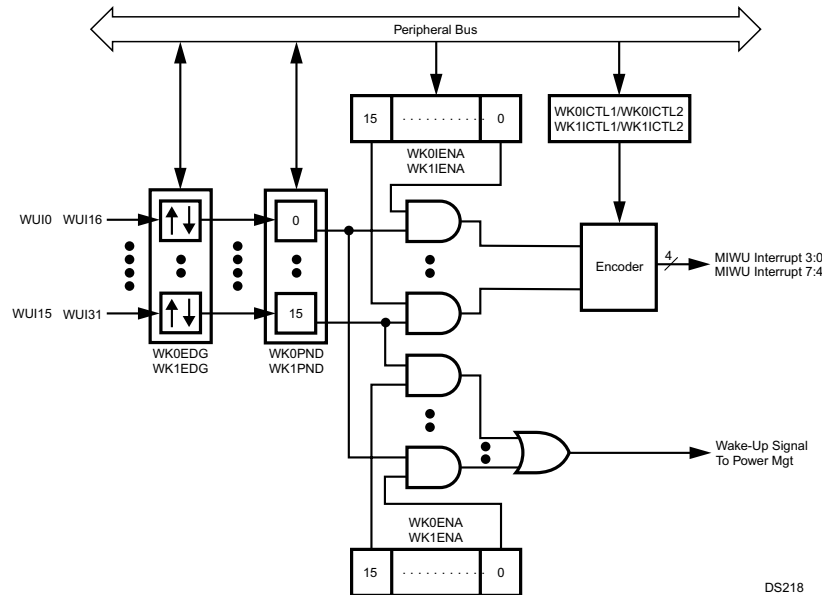 Peripheral Bus
15 . . . . . . . . . . 0
WK0IENA
WK1IENA
WK0ICTL1/WK0ICTL2
WK1ICTL1/WK1ICTL2
WUI0 WUI16
0
Encoder
4
MIWU Interrupt 3:0
MIWU Interrupt 7:4
WUI15 WUI31
15
WK0EDG
WK1EDG
WK0PND
WK1PND
Wake-Up Signal
To Power Mgt
WK0ENA
WK1ENA
15 . . . . . . . . . . 0
DS218